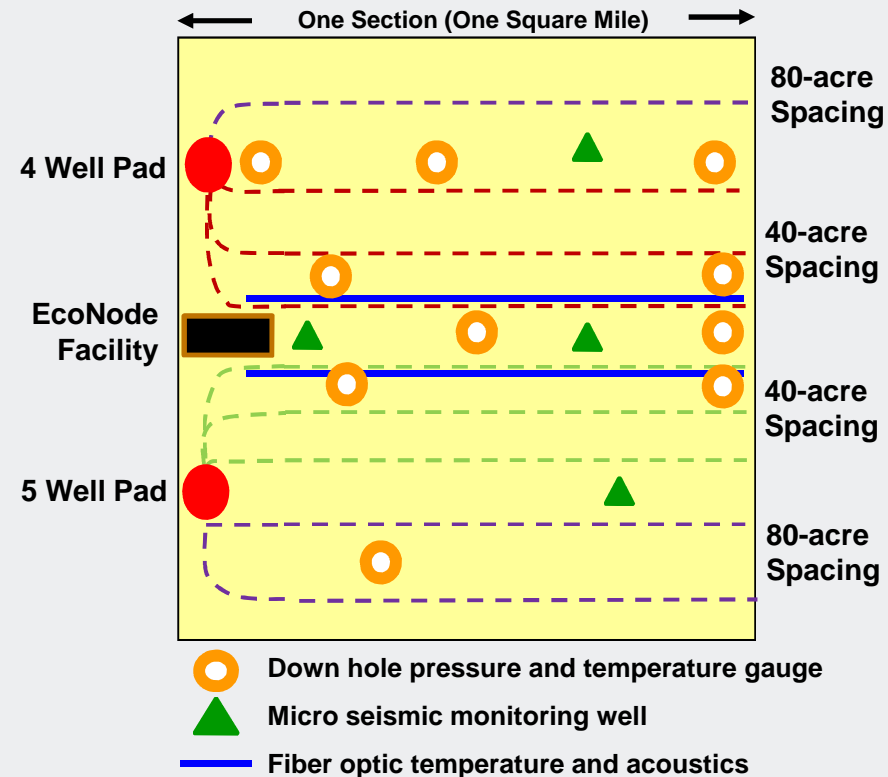 One Section (One Square Mile)
80-acre
Spacing
4 Well Pad
40-acre
Spacing
EcoNode
Facility
40-acre
Spacing
5 Well Pad
80-acre
Spacing
Down hole pressure and temperature gauge
Micro seismic monitoring well
Fiber optic temperature and acoustics